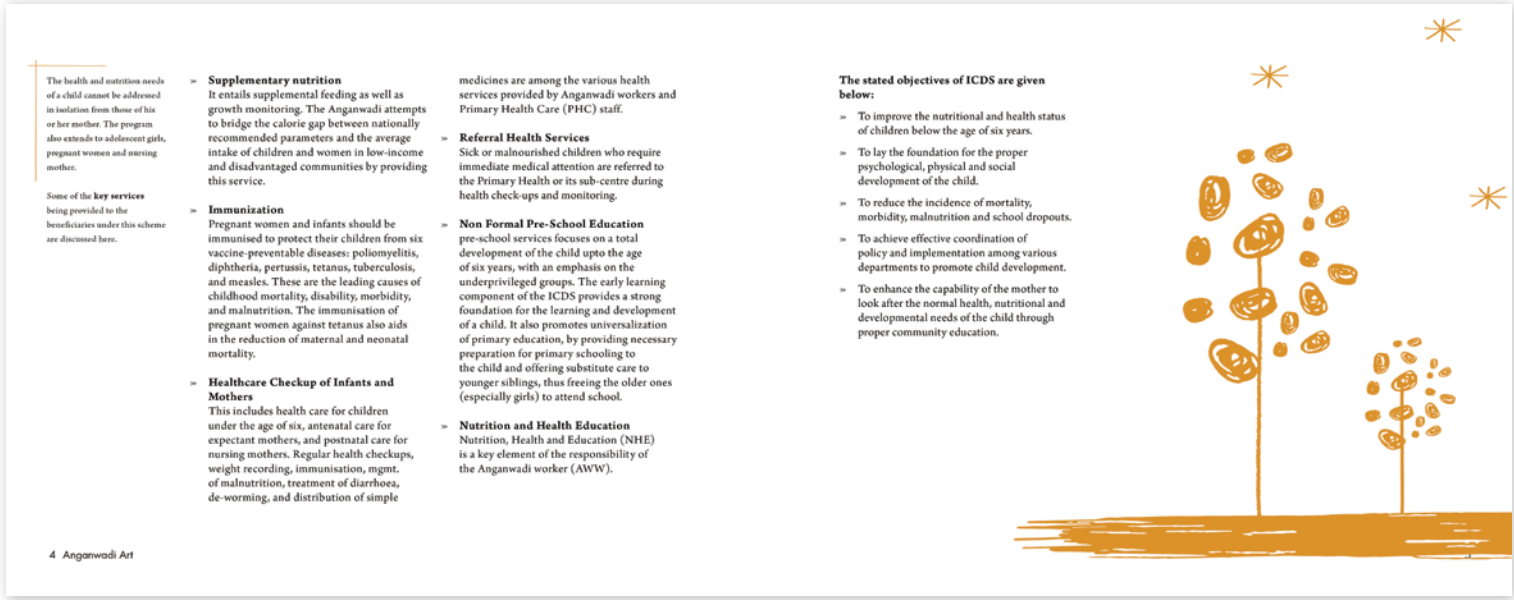 The health and nutrition needs
of a child cannot be addressed
in isolation from those of his
or her mother. The program
also extends to adolescent girls,
pregnant women and nursing
mother.
Some of the key services
being provided to the
beneficiaries under this scheme
are discussed here.
» Supplementary nutrition
It entails supplemental feeding as well as
growth monitoring. The Anganwadi attempts
to bridge the calorie gap between nationally
recommended parameters and the average
intake of children and women in low-income
and disadvantaged communities by providing
this service.
» Immunization
Pregnant women and infants should be
immunised to protect their children from six
vaccine-preventable diseases: poliomyelitis,
diphtheria, pertussis, tetanus, tuberculosis,
and measles. These are the leading causes of
childhood mortality, disability, morbidity,
and malnutrition. The immunisation of
pregnant women against tetanus also aids
in the reduction of maternal and neonatal
mortality.
» Healthcare Checkup of Infants and
Mothers
This includes health care for children
under the age of six, antenatal care for
expectant mothers, and postnatal care for
nursing mothers. Regular health checkups,
weight recording, immunisation, mgmt.
of malnutrition, treatment of diarrhoea,
de-worming, and distribution of simple
medicines are among the various health
services provided by Anganwadi workers and
Primary Health Care (PHC) staff.
» Referral Health Services
Sick or malnourished children who require
immediate medical attention are referred to
the Primary Health or its sub-centre during
health check-ups and monitoring.
» Non Formal Pre-School Education
pre-school services focuses on a total
development of the child upto the age
of six years, with an emphasis on the
underprivileged groups. The early learning
component of the ICDS provides a strong
foundation for the learning and development
of a child. It also promotes universalization
of primary education, by providing necessary
preparation for primary schooling to
the child and offering substitute care to
younger siblings, thus freeing the older ones
(especially girls) to attend school.
» Nutrition and Health Education
Nutrition, Health and Education (NHE)
is a key element of the responsibility of
the Anganwadi worker (AWW).
4 Anganwadi Art
The stated objectives of ICDS are given
below:
» To improve the nutritional and health status
of children below the age of six years.
» To lay the foundation for the proper
psychological, physical and social
development of the child.
» To reduce the incidence of mortality,
morbidity, malnutrition and school dropouts.
» To achieve effective coordination of
policy and implementation among various
departments to promote child development.
» To enhance the capability of the mother to
look after the normal health, nutritional and
developmental needs of the child through
proper community education.